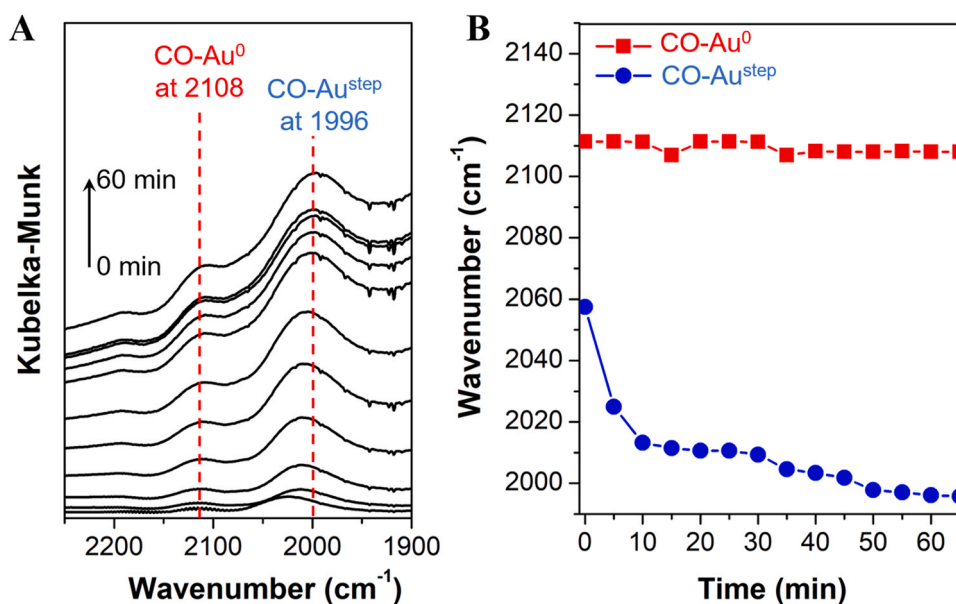 A
CO-Au⁰
at 2108
CO-Auˢᵗᵉᵖ
at 1996
60 min
0 min
Kubelka-Munk
2200 2100 2000 1900
Wavenumber (cm⁻¹)
B
CO-Au⁰
CO-Auˢᵗᵉᵖ
Wavenumber (cm⁻¹)
2140
2120
2100
2080
2060
2040
2020
2000
0 10 20 30 40 50 60
Time (min)